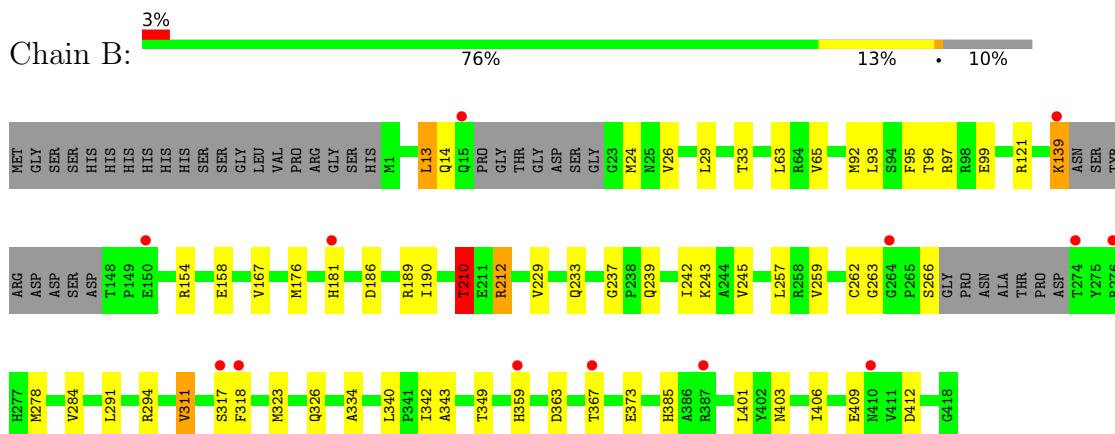 3%
Chain B:
76% 13% • 10%
MET GLY SER SER HIS HIS HIS HIS HIS HIS SER SER GLY LEU VAL PRO ARG GLY SER HIS M1 L13 Q14 Q15 PRO GLY THR GLY ASP SER GLY G23 M24 N25 V26 L29 T33 L63 R64 V65 M92 L93 S94 F95 T96 R97 R98 E99 R121 K139 ASN SER TYR
ARG ASP ASP SER ASP T148 P149 E150 R154 E158 V167 M176 H181 D186 R189 I190 T210 E211 R212 V229 Q233 G237 P238 Q239 I242 K243 A244 V245 L257 R258 V259 C262 G263 G264 P265 S266 GLY PRO ASN ALA THR PRO ASP T274 Y275 R276
H277 M278 V284 L291 R294 V311 S317 F318 M323 Q326 A334 L340 P341 I342 A343 T349 H359 D363 T367 E373 H385 A386 R387 L401 Y402 N403 I406 E409 N410 V411 D412 G418